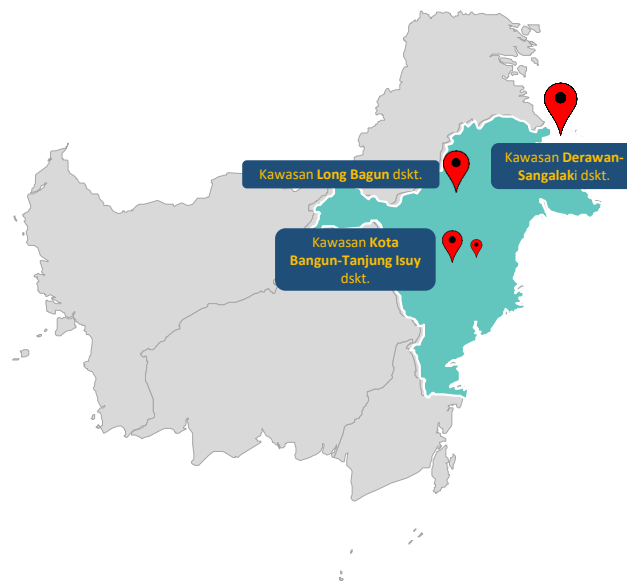 Kawasan Long Bagun dskt.
Kawasan Derawan-
Sangalaki dskt.
Kawasan Kota
Bangun-Tanjung Isuy
dskt.